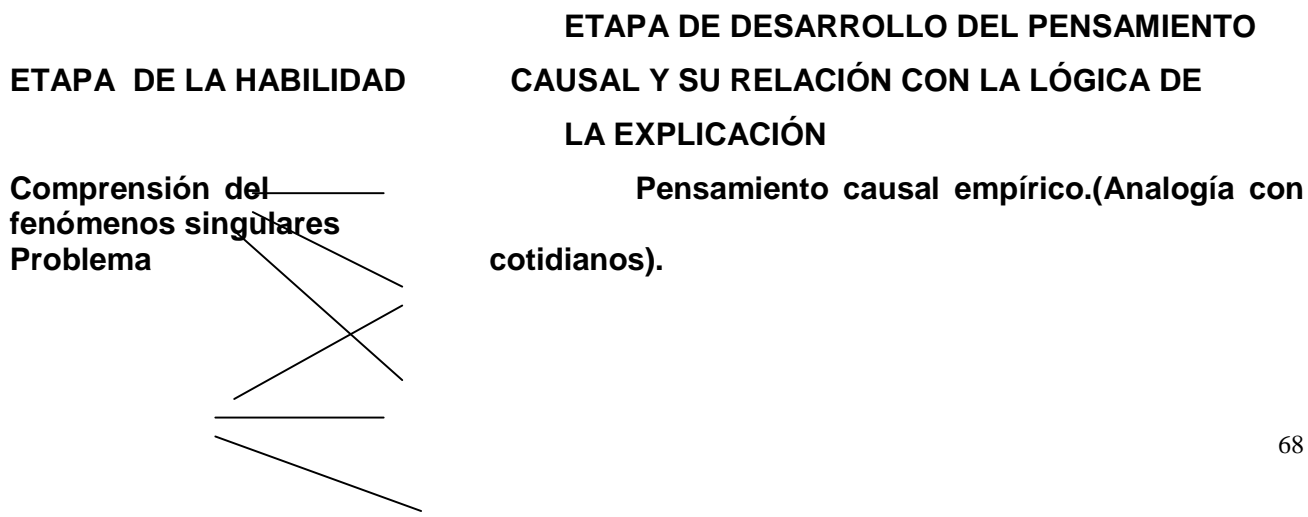 ETAPA DE DESARROLLO DEL PENSAMIENTO
ETAPA DE LA HABILIDAD CAUSAL Y SU RELACIÓN CON LA LÓGICA DE
LA EXPLICACIÓN
Comprensión del Pensamiento causal empírico.(Analogía con
fenómenos singulares
Problema cotidianos).
68